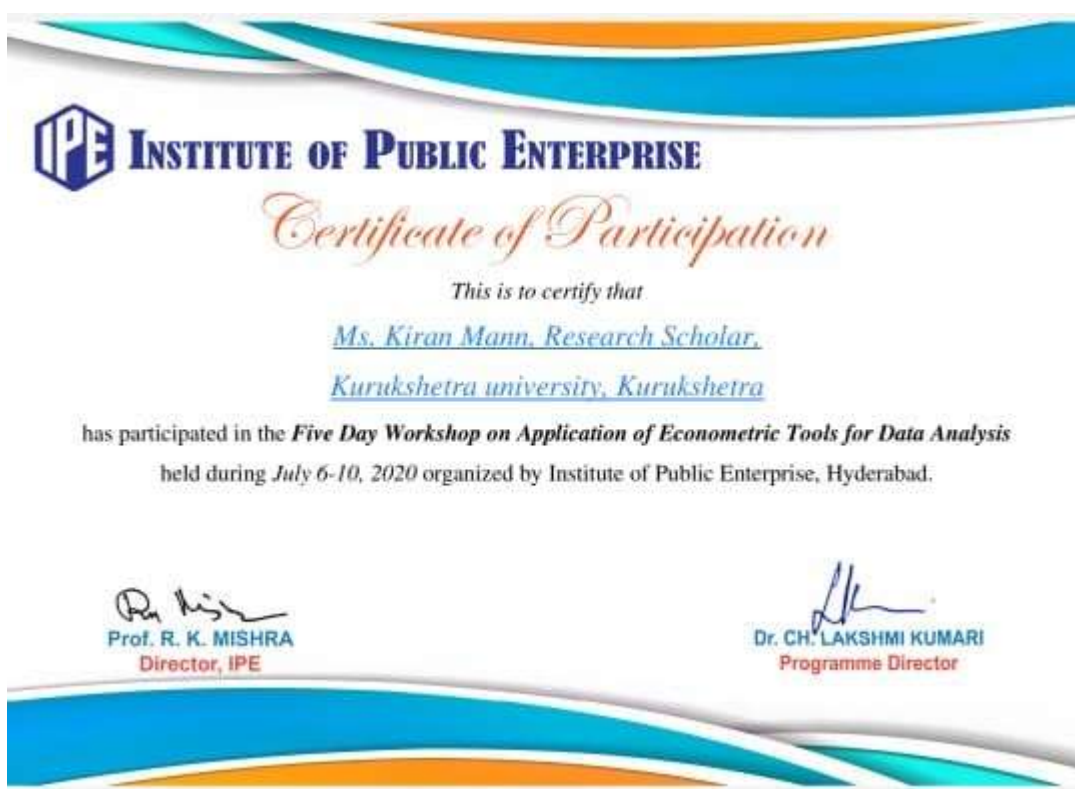 IPE INSTITUTE OF PUBLIC ENTERPRISE
Certificate of Participation
This is to certify that
Ms. Kiran Mann, Research Scholar,
Kurukshetra university, Kurukshetra
has participated in the Five Day Workshop on Application of Econometric Tools for Data Analysis
held during July 6-10, 2020 organized by Institute of Public Enterprise, Hyderabad.
Prof. R. K. MISHRA
Director, IPE
Dr. CH. LAKSHMI KUMARI
Programme Director